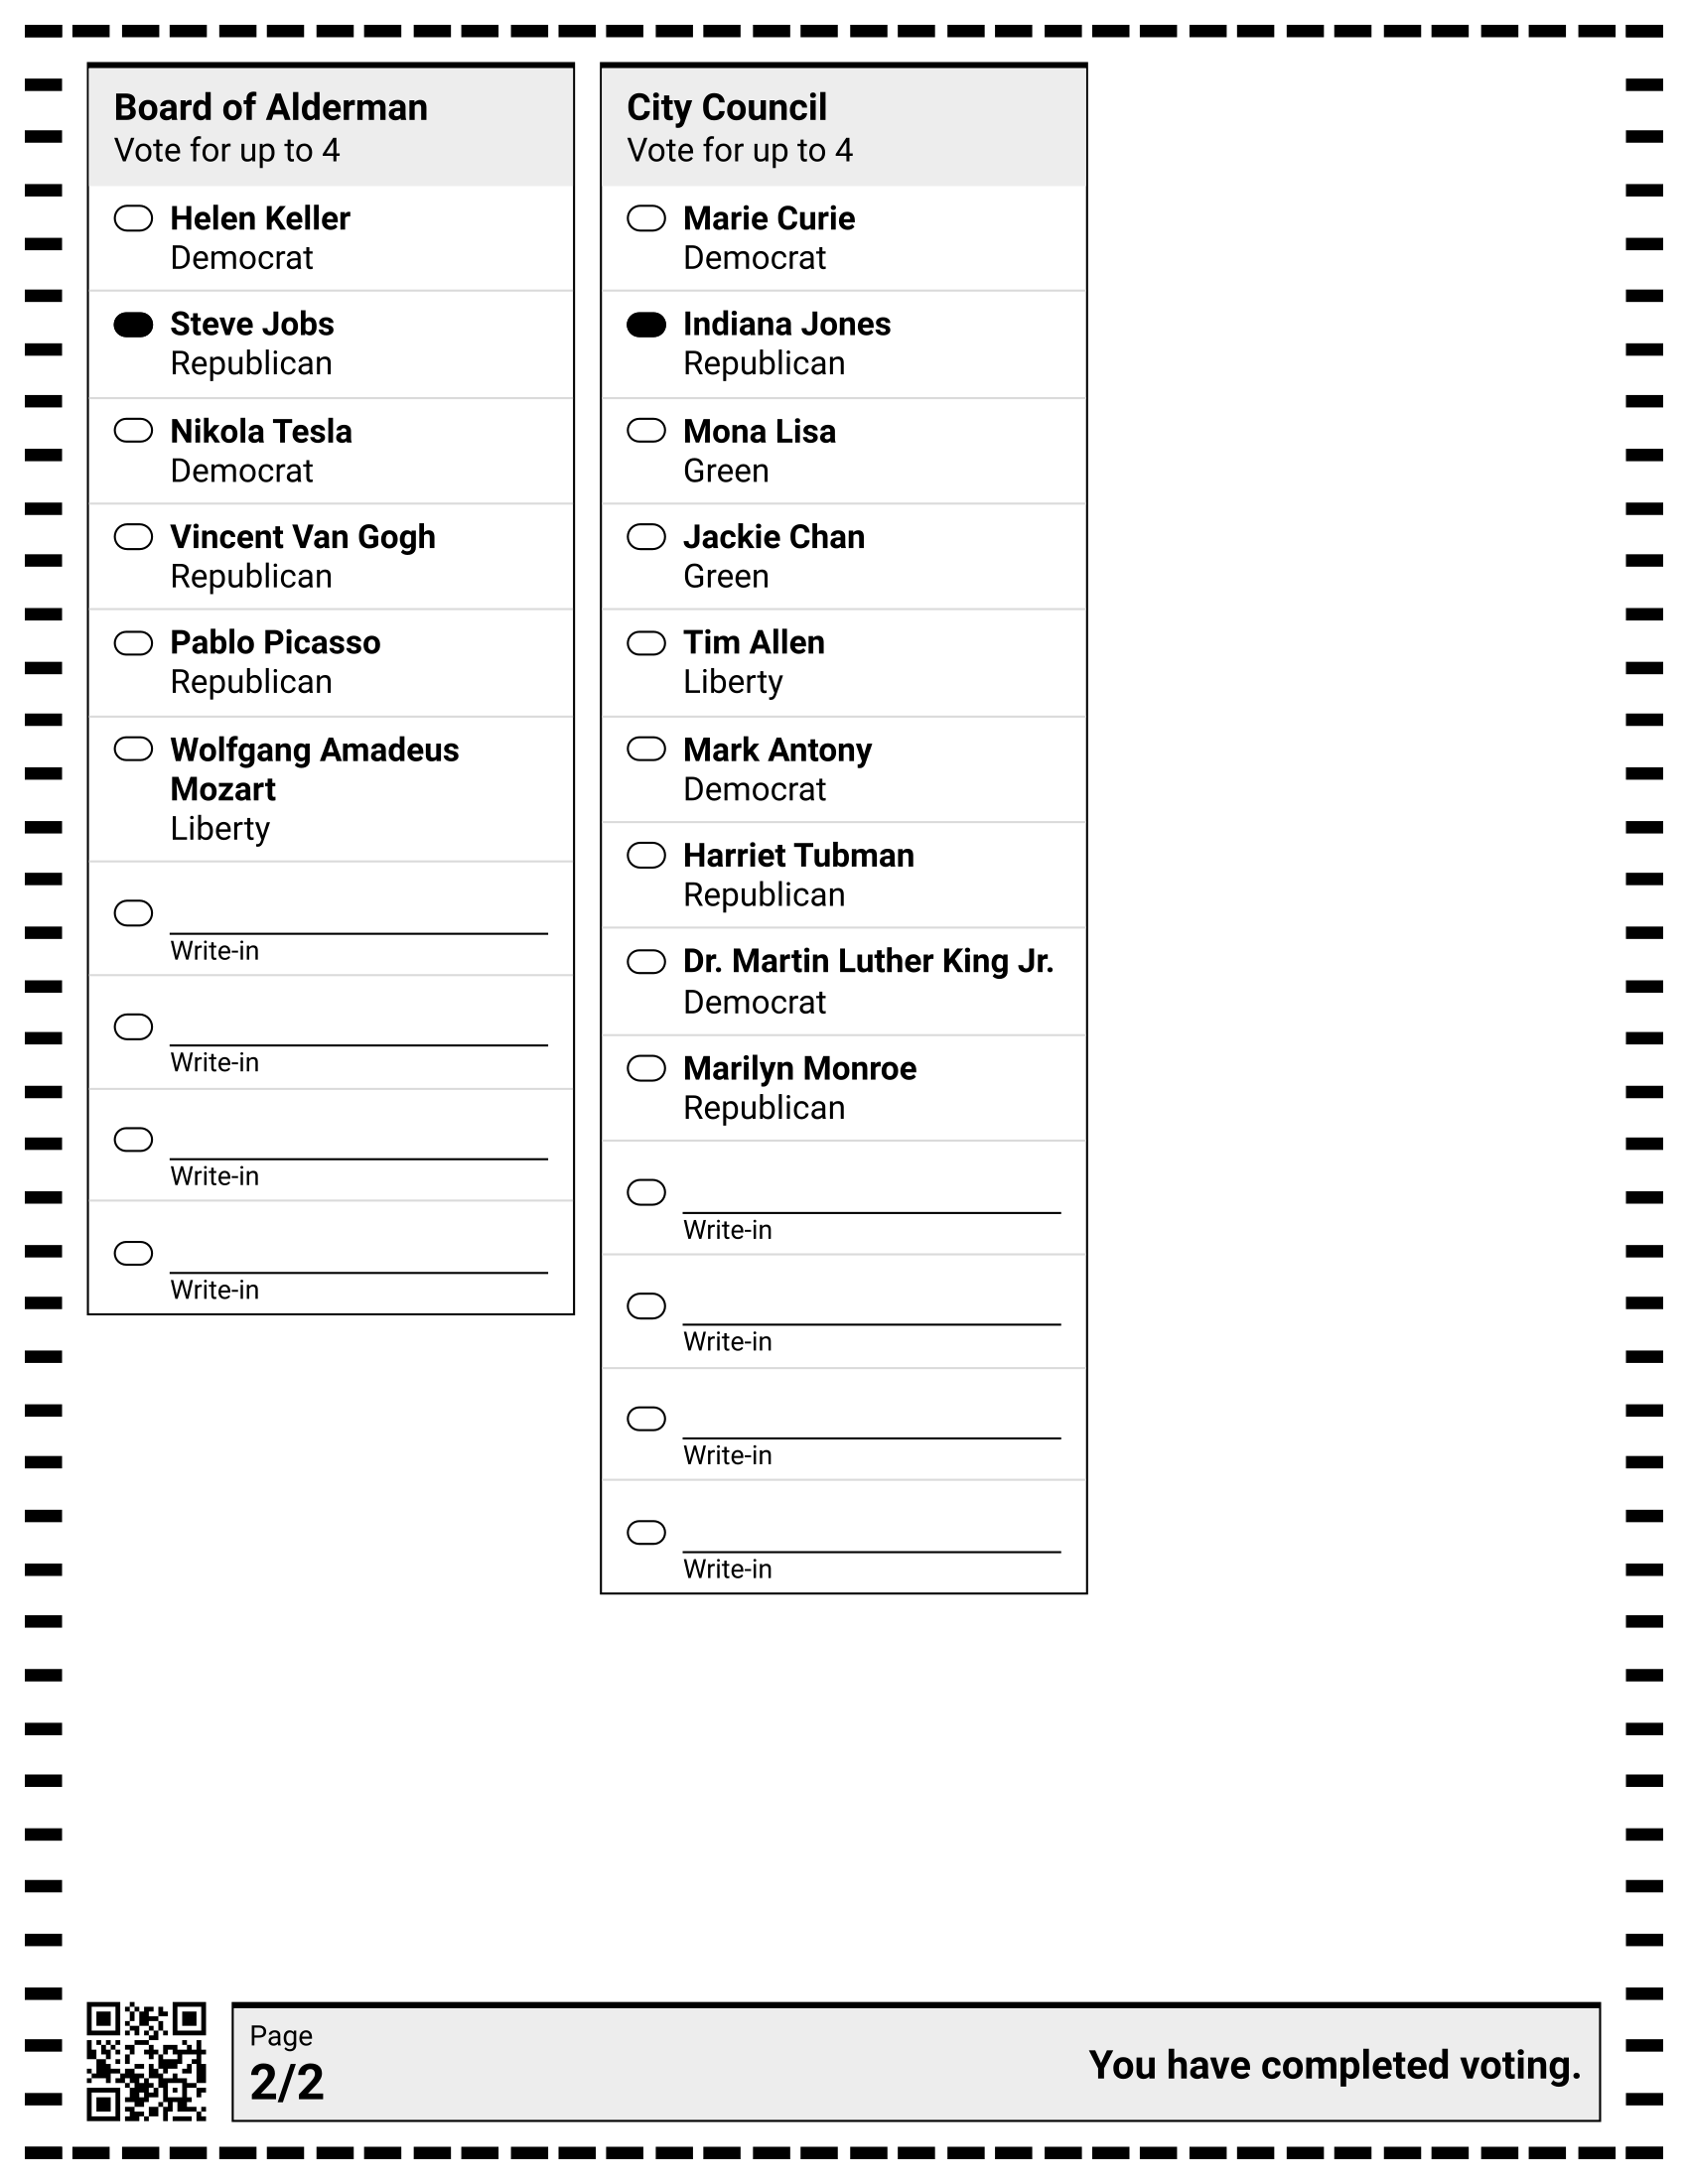 Board of Alderman
Vote for up to 4
Helen Keller
Democrat
Steve Jobs
Republican
Nikola Tesla
Democrat
Vincent Van Gogh
Republican
Pablo Picasso
Republican
Wolfgang Amadeus
Mozart
Liberty
Write-in
Write-in
Write-in
Write-in
City Council
Vote for up to 4
Marie Curie
Democrat
Indiana Jones
Republican
Mona Lisa
Green
Jackie Chan
Green
Tim Allen
Liberty
Mark Antony
Democrat
Harriet Tubman
Republican
Dr. Martin Luther King Jr.
Democrat
Marilyn Monroe
Republican
Write-in
Write-in
Write-in
Write-in
Page
2/2
You have completed voting.